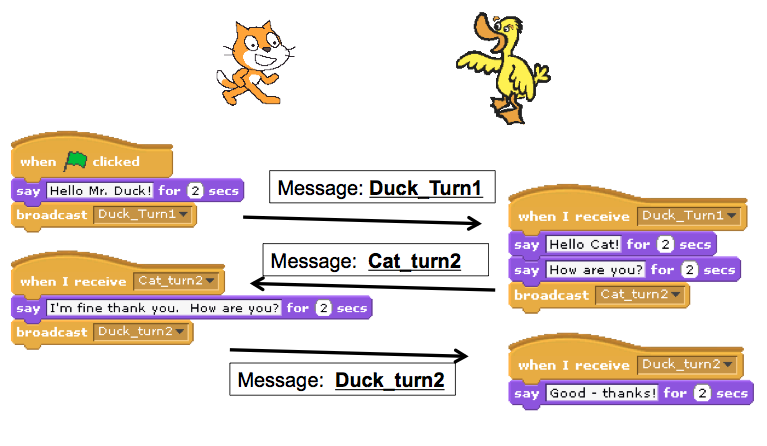 when clicked
say Hello Mr. Duck! for 2 secs
broadcast Duck_Turn1
Message: Duck_Turn1
when I receive Duck_Turn1
say Hello Cat! for 2 secs
say How are you? for 2 secs
broadcast Cat_turn2
Message: Cat_turn2
when I receive Cat_turn2
say I'm fine thank you. How are you? for 2 secs
broadcast Duck_turn2
Message: Duck_turn2
when I receive Duck_turn2
say Good - thanks! for 2 secs